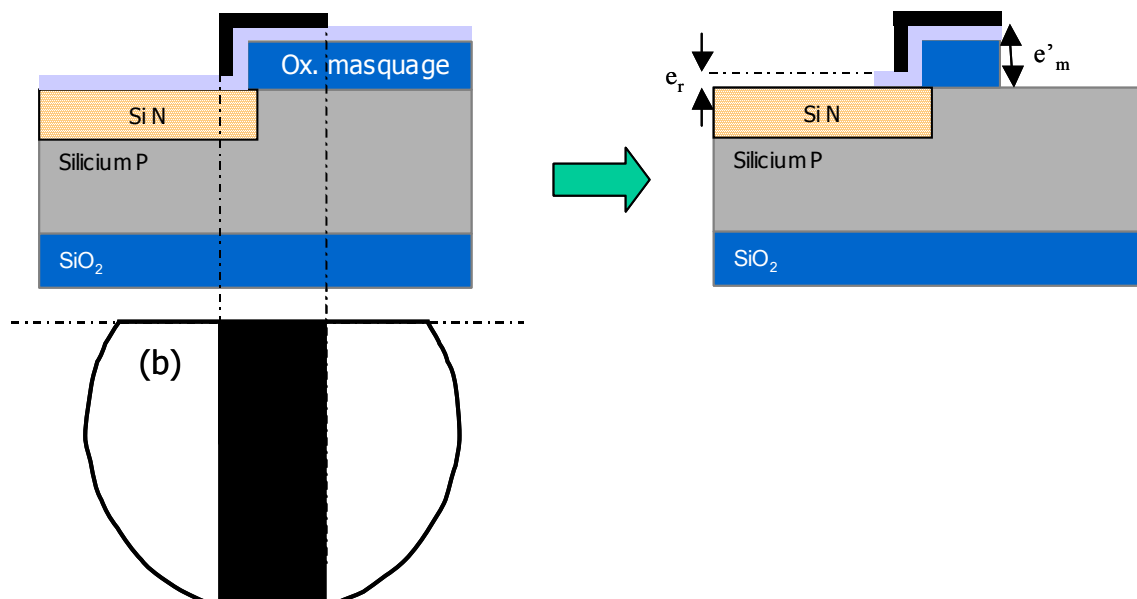 Ox. masquage
Si N
Silicium P
SiO₂
(b)
eᵣ
e'ₘ
Si N
Silicium P
SiO₂